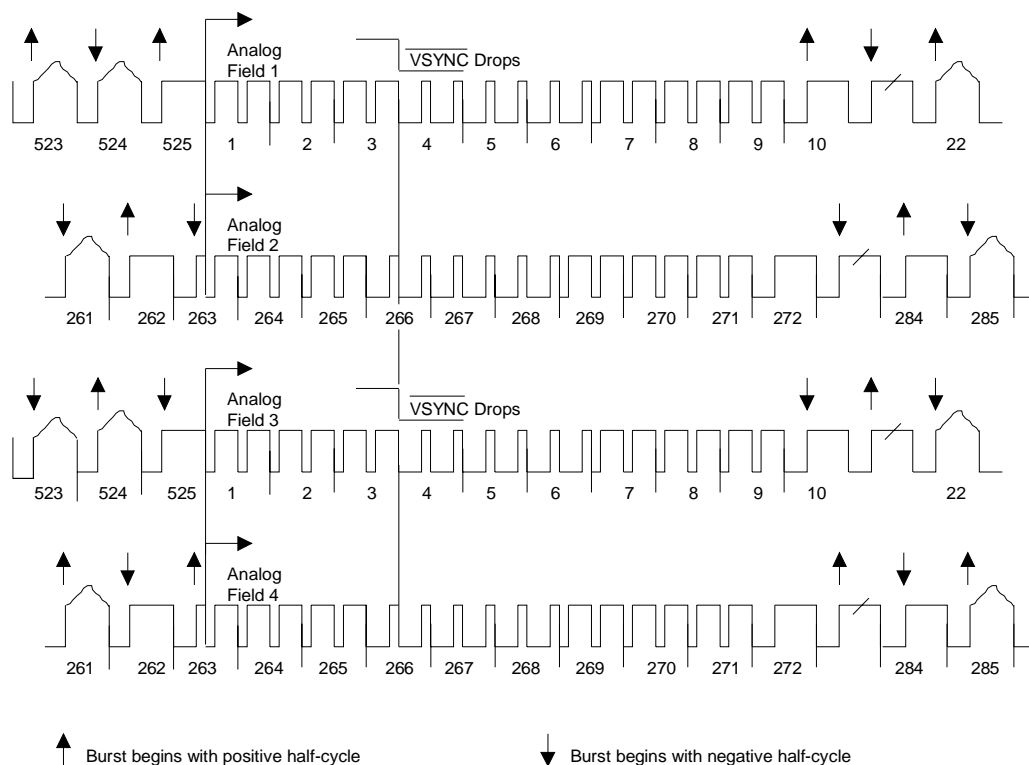 Analog
Field 1
VSYNC Drops
523 524 525 1 2 3 4 5 6 7 8 9 10 22
Analog
Field 2
261 262 263 264 265 266 267 268 269 270 271 272 284 285
Analog
Field 3
VSYNC Drops
523 524 525 1 2 3 4 5 6 7 8 9 10 22
Analog
Field 4
261 262 263 264 265 266 267 268 269 270 271 272 284 285
Burst begins with positive half-cycle Burst begins with negative half-cycle